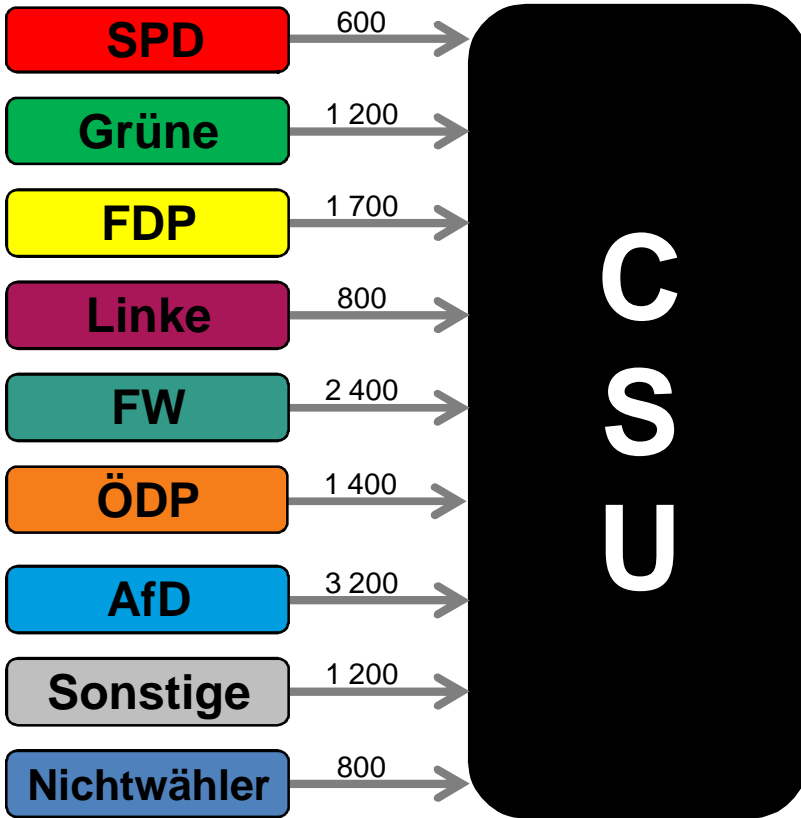 SPD 600
Grüne 1 200
FDP 1 700
Linke 800
FW 2 400
ÖDP 1 400
AfD 3 200
Sonstige 1 200
Nichtwähler 800
C
S
U